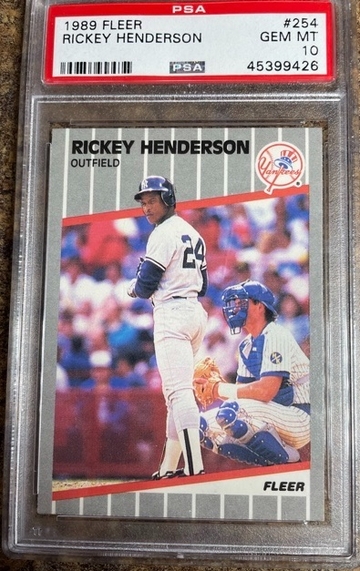 PSA
1989 FLEER #254
RICKEY HENDERSON GEM MT
10
PSA 45399426
RICKEY HENDERSON
OUTFIELD
Yankees
24
FLEER